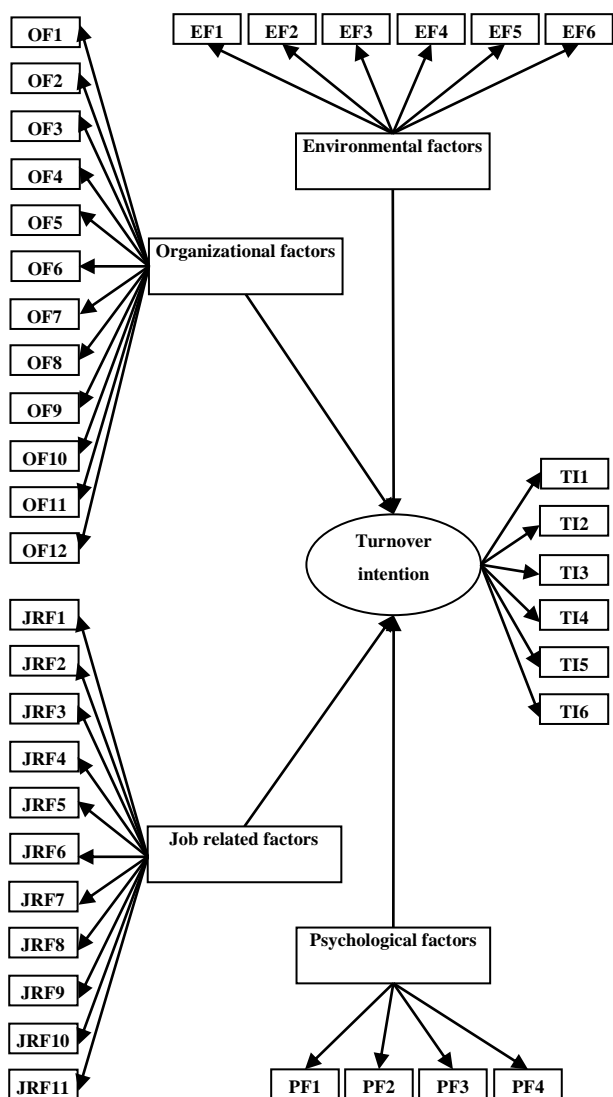 OF1
OF2
OF3
OF4
OF5
OF6
OF7
OF8
OF9
OF10
OF11
OF12
EF1 EF2 EF3 EF4 EF5 EF6
Environmental factors
Organizational factors
Turnover
intention
TI1
TI2
TI3
TI4
TI5
TI6
JRF1
JRF2
JRF3
JRF4
JRF5
JRF6
JRF7
JRF8
JRF9
JRF10
JRF11
Job related factors
Psychological factors
PF1 PF2 PF3 PF4